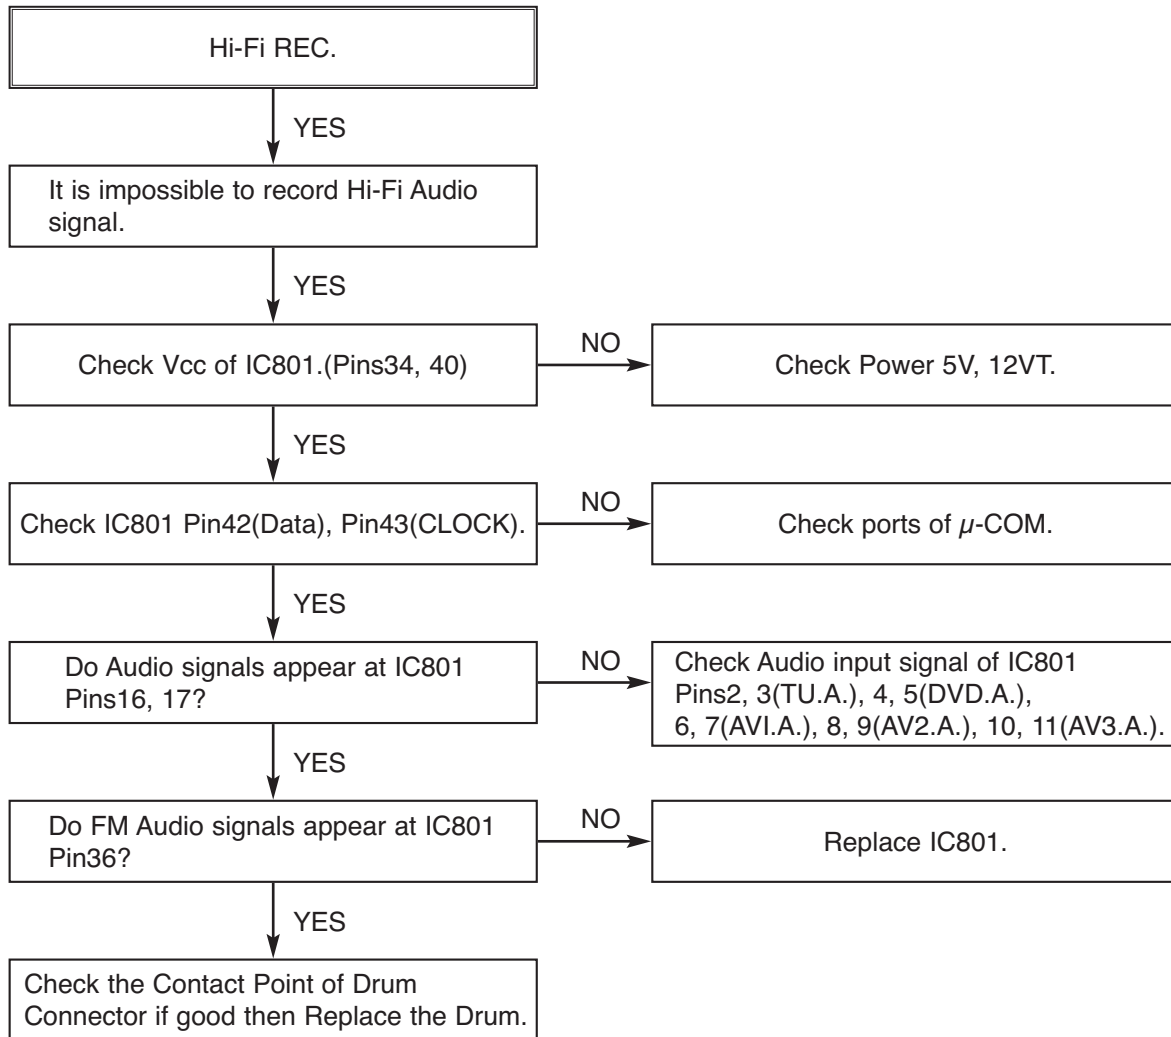 Hi-Fi REC.
YES
It is impossible to record Hi-Fi Audio
signal.
YES
Check Vcc of IC801.(Pins34, 40)
NO
Check Power 5V, 12VT.
YES
Check IC801 Pin42(Data), Pin43(CLOCK).
NO
Check ports of µ-COM.
YES
Do Audio signals appear at IC801
Pins16, 17?
NO
Check Audio input signal of IC801
Pins2, 3(TU.A.), 4, 5(DVD.A.),
6, 7(AVI.A.), 8, 9(AV2.A.), 10, 11(AV3.A.).
YES
Do FM Audio signals appear at IC801
Pin36?
NO
Replace IC801.
YES
Check the Contact Point of Drum
Connector if good then Replace the Drum.